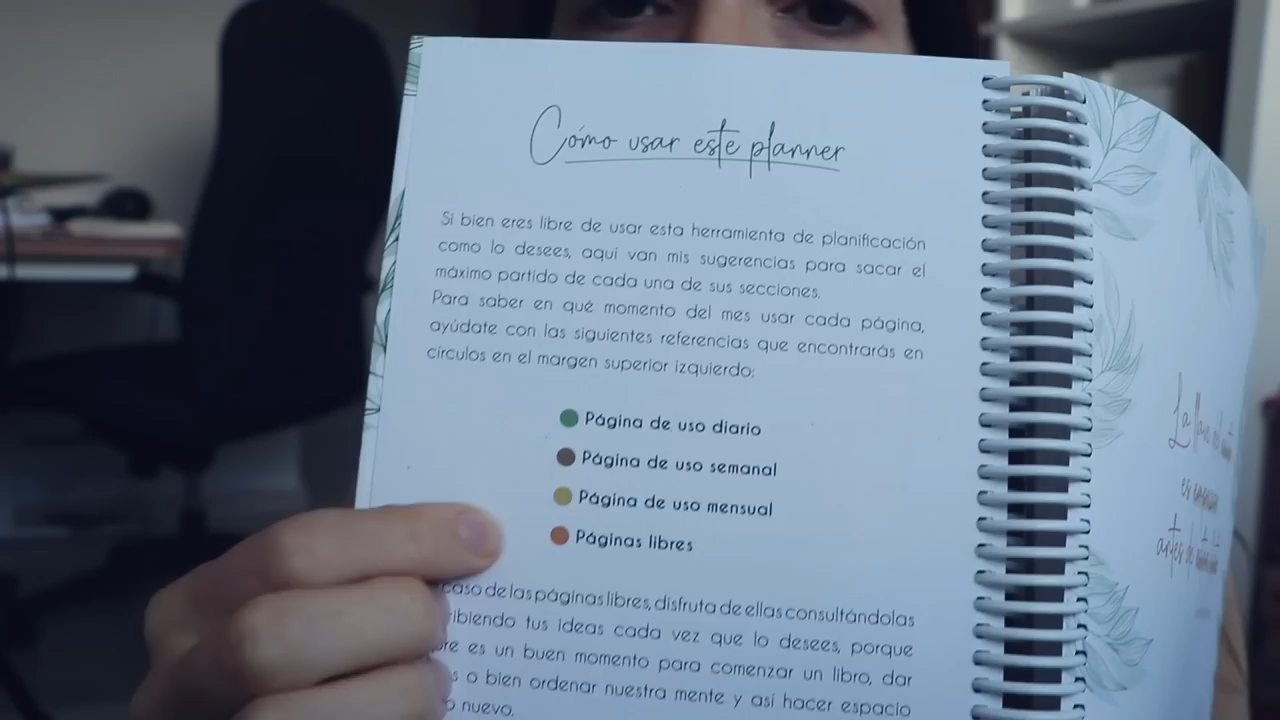 Cómo usar este planner
Si bien eres libre de usar esta herramienta de planificación
como lo desees, aquí van mis sugerencias para sacar el
máximo partido de cada una de sus secciones.
Para saber en qué momento del mes usar cada página,
ayúdate con las siguientes referencias que encontrarás en
círculos en el margen superior izquierdo:
Página de uso diario
Página de uso semanal
Página de uso mensual
Páginas libres
caso de las páginas libres, disfruta de ellas consultándolas
tus ideas cada vez que lo desees, porque
es un buen momento para comenzar un libro, dar
o bien ordenar nuestra mente y así hacer espacio
nuevo.
La
es
antes de